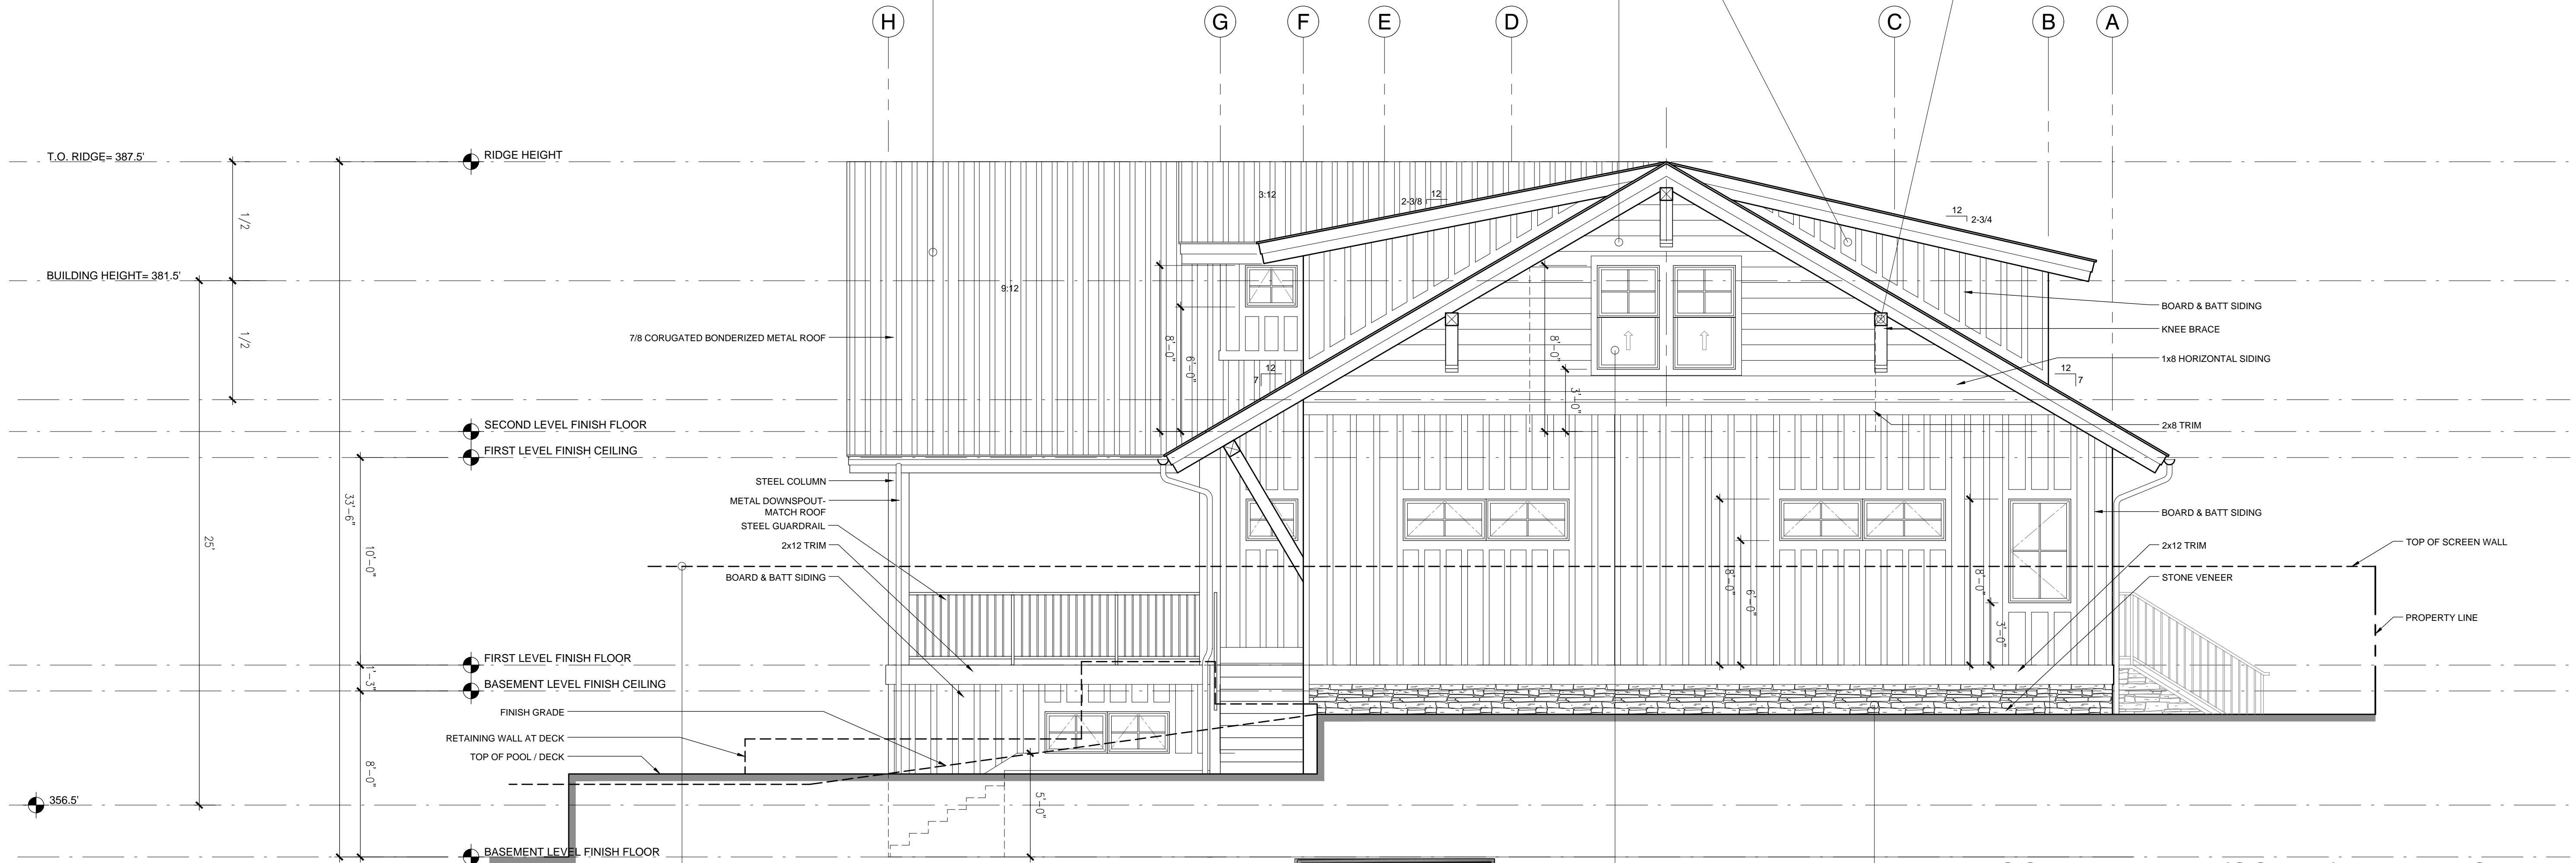 H
G
F
E
D
C
B
A
T.O. RIDGE= 387.5'
RIDGE HEIGHT
3:12
2-3/8
12
12
2-3/4
1/2
BUILDING HEIGHT= 381.5'
9:12
BOARD & BATT SIDING
KNEE BRACE
7/8 CORUGATED BONDERIZED METAL ROOF
1/2
8'-0"
6'-0"
8'-0"
3'-0"
1x8 HORIZONTAL SIDING
12
7
12
7
SECOND LEVEL FINISH FLOOR
2x8 TRIM
FIRST LEVEL FINISH CEILING
STEEL COLUMN
METAL DOWNSPOUT-
MATCH ROOF
STEEL GUARDRAIL
2x12 TRIM
BOARD & BATT SIDING
33'-6"
25'
10'-0"
BOARD & BATT SIDING
TOP OF SCREEN WALL
2x12 TRIM
STONE VENEER
8'-0"
6'-0"
8'-0"
3'-0"
PROPERTY LINE
FIRST LEVEL FINISH FLOOR
1'-3"
BASEMENT LEVEL FINISH CEILING
FINISH GRADE
RETAINING WALL AT DECK
TOP OF POOL / DECK
8'-0"
356.5'
5'-0"
BASEMENT LEVEL FINISH FLOOR